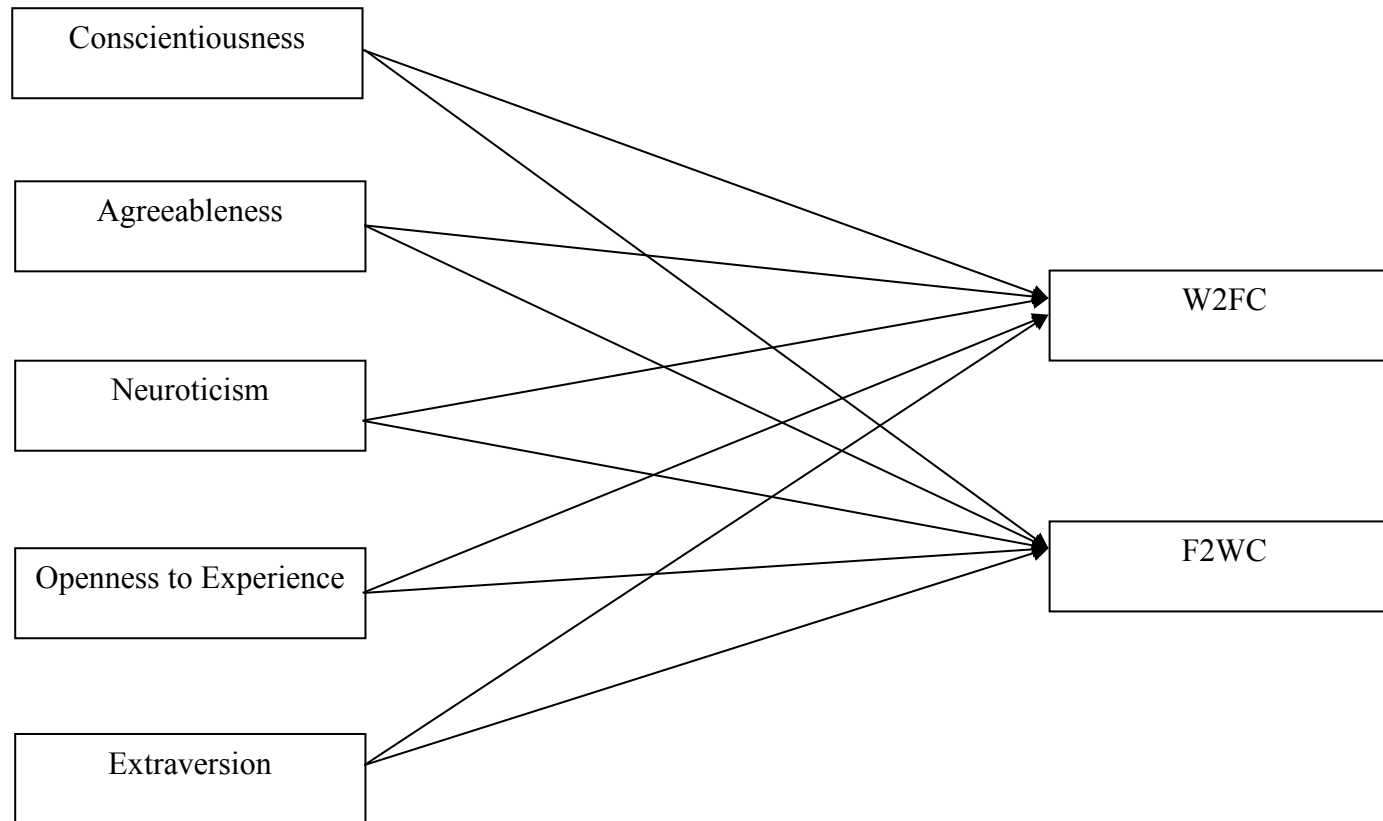 Conscientiousness
Agreeableness
Neuroticism
Openness to Experience
Extraversion
W2FC
F2WC